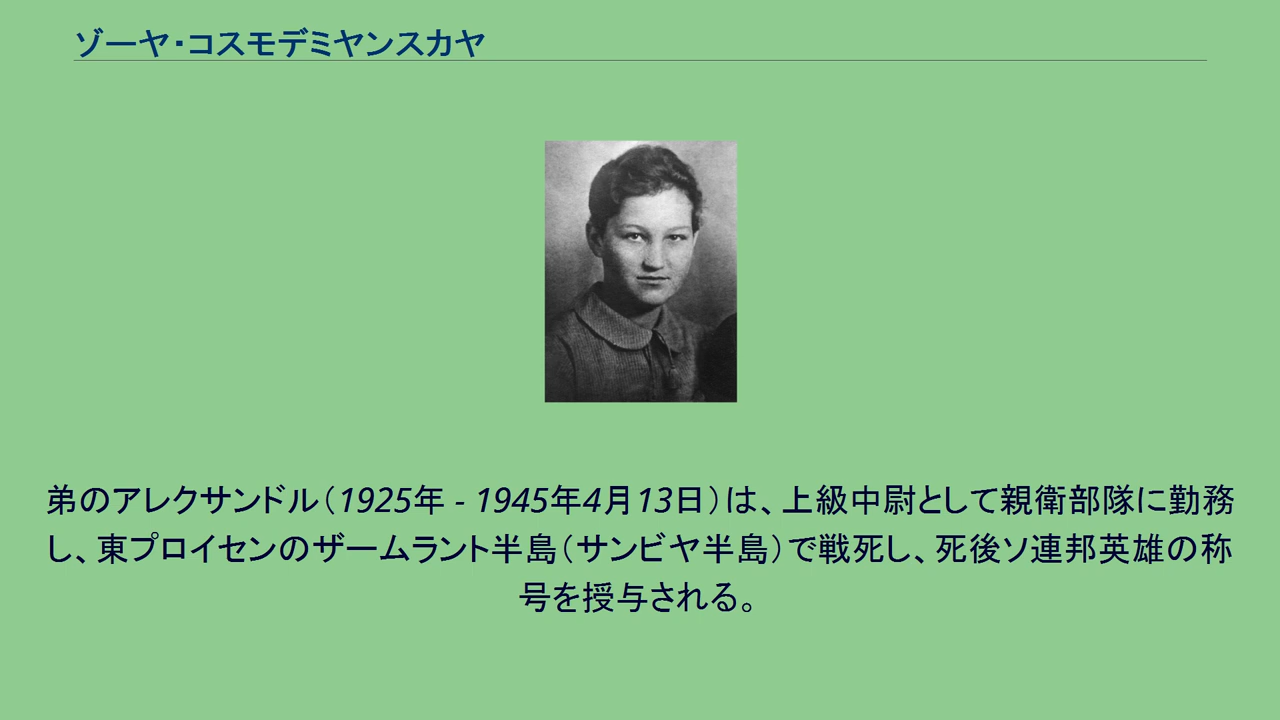 ゾーヤ・コスモデミヤンスカヤ
弟のアレクサンドル（1925年 - 1945年4月13日）は、上級中尉として親衛部隊に勤務
し、東プロイセンのザームラント半島（サンビヤ半島）で戦死し、死後ソ連邦英雄の称
号を授与される。